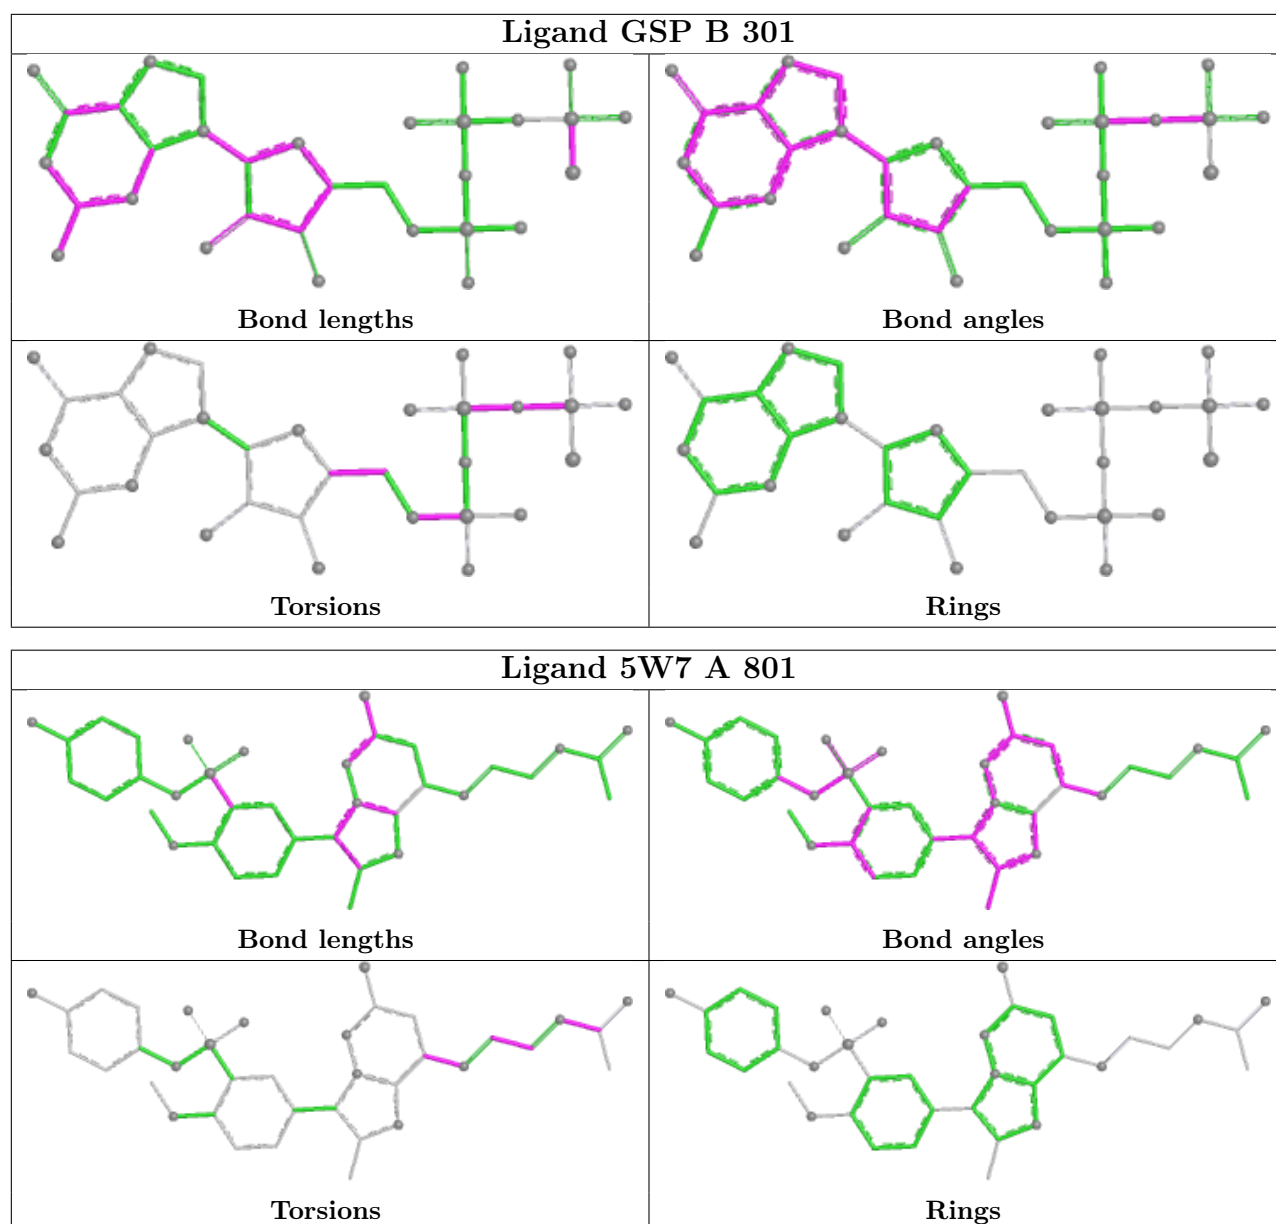 Ligand GSP B 301
Bond lengths
Bond angles
Torsions
Rings
Ligand 5W7 A 801
Bond lengths
Bond angles
Torsions
Rings